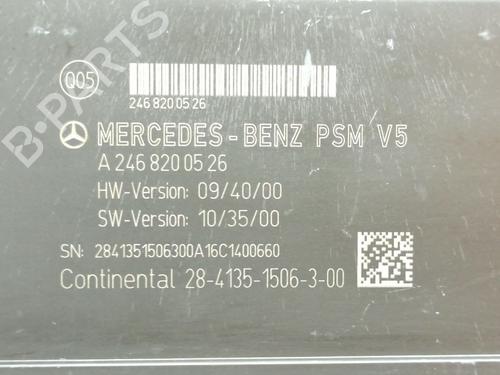 B-PARTS
Q05
246 820 05 26
MERCEDES-BENZ PSM V5
A 246 820 05 26
HW-Version: 09/40/00
SW-Version: 10/35/00
SN: 2841351506300A16C1400660
Continental 28-4135-1506-3-00